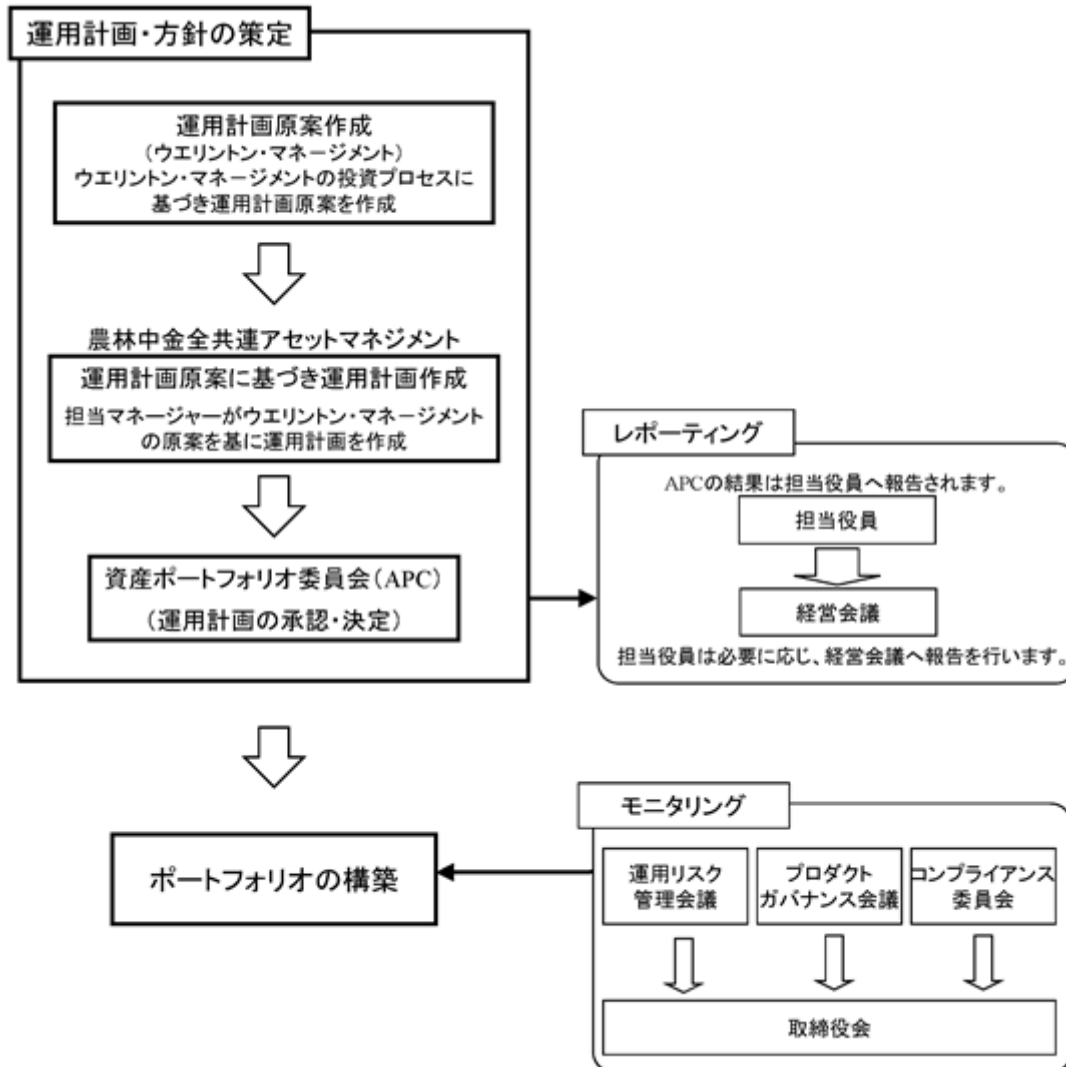 運用計画・方針の策定
運用計画原案作成
(ウエリントン・マネージメント)
ウエリントン・マネージメントの投資プロセスに
基づき運用計画原案を作成
農林中金全共連アセットマネジメント
運用計画原案に基づき運用計画作成
担当マネージャーがウエリントン・マネージメント
の原案を基に運用計画を作成
資産ポートフォリオ委員会(APC)
(運用計画の承認・決定)
レポーティング
APCの結果は担当役員へ報告されます。
担当役員
経営会議
担当役員は必要に応じ、経営会議へ報告を行います。
ポートフォリオの構築
モニタリング
運用リスク
管理会議
プロダクト
ガバナンス会議
コンプライアンス
委員会
取締役会